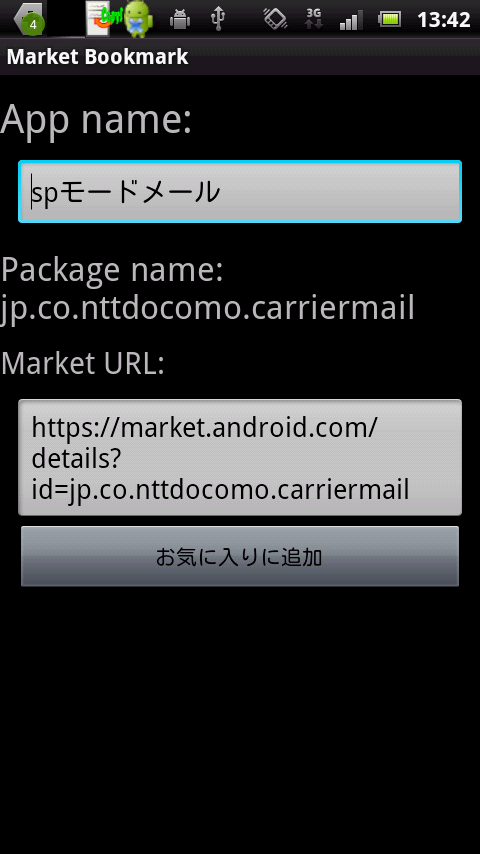 4
3G
13:42
Market Bookmark
App name:
spモードメール
Package name:
jp.co.nttdocomo.carriermail
Market URL:
https://market.android.com/
details?
id=jp.co.nttdocomo.carriermail
お気に入りに追加